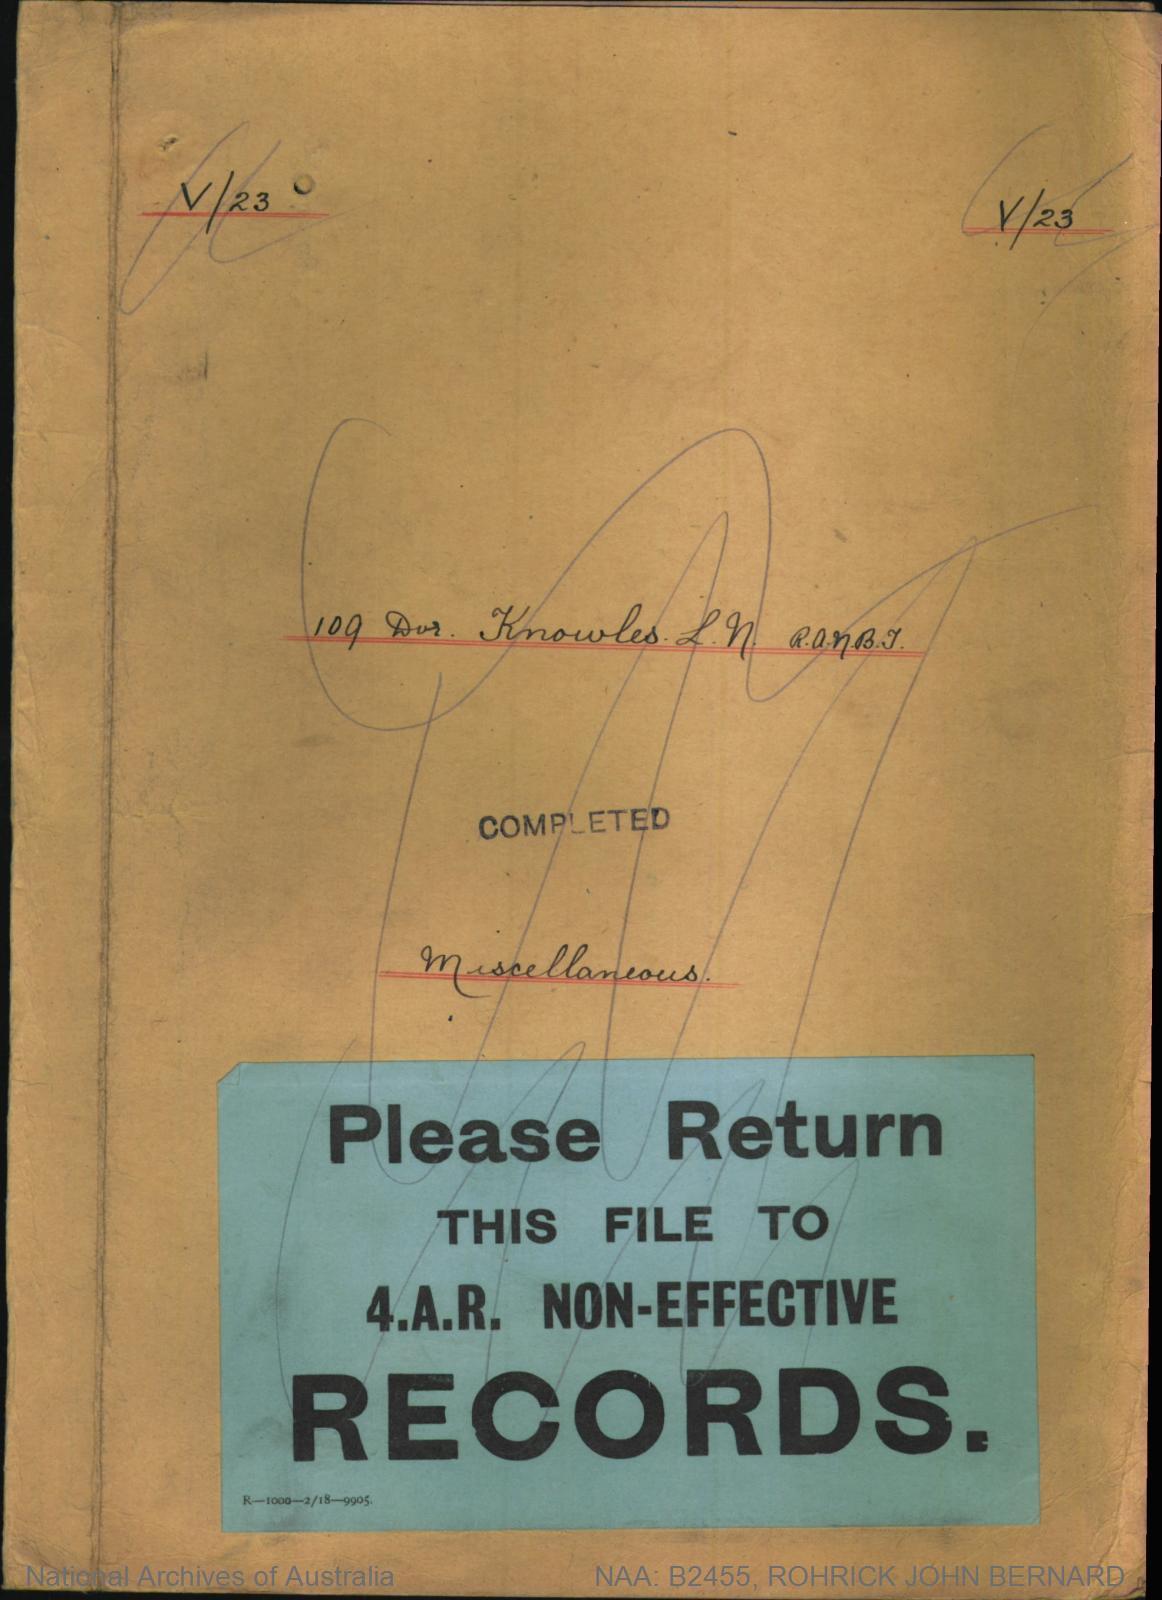 V/23
V/23
109 Dvr. Knowles. L. N. R.A.N.B.T.
COMPLETED
Miscellaneous.
Please Return
THIS FILE TO
4.A.R. NON-EFFECTIVE
RECORDS.
R—1000—2/18—9905.
National Archives of Australia
NAA: B2455, ROHRICK JOHN BERNARD